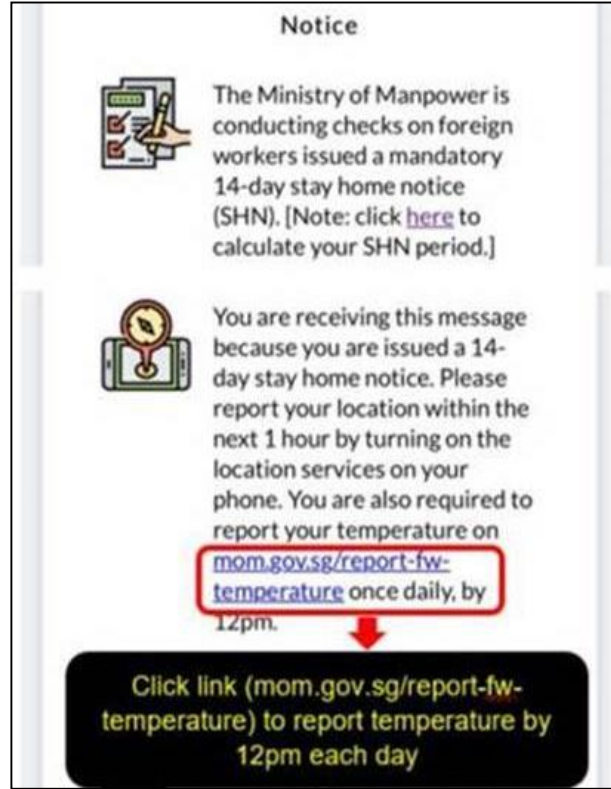 Notice
The Ministry of Manpower is
conducting checks on foreign
workers issued a mandatory
14-day stay home notice
(SHN). [Note: click here to
calculate your SHN period.]
You are receiving this message
because you are issued a 14-
day stay home notice. Please
report your location within the
next 1 hour by turning on the
location services on your
phone. You are also required to
report your temperature on
mom.gov.sg/report-fw-
temperature once daily, by
12pm.
Click link (mom.gov.sg/report-fw-
temperature) to report temperature by
12pm each day